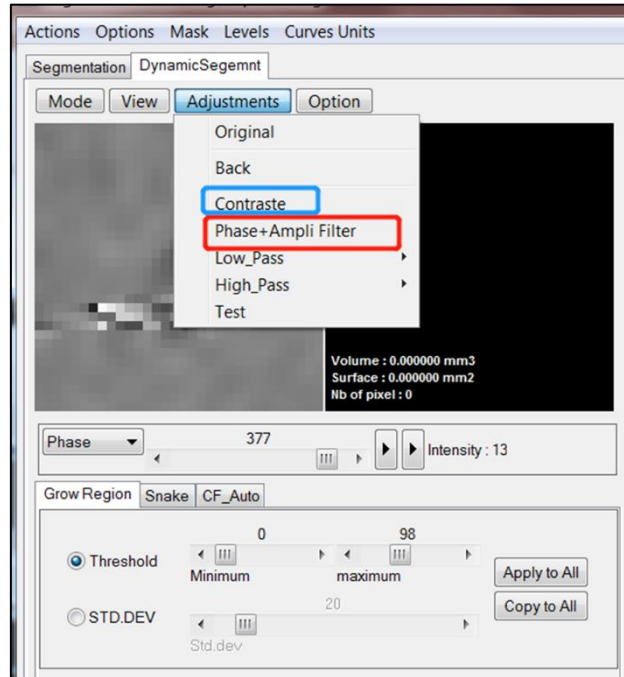 Actions Options Mask Levels Curves Units
Segmentation DynamicSegemnt
Mode View Adjustments Option
Original
Back
Contraste
Phase+Ampli Filter
Low_Pass
High_Pass
Test
Volume : 0.000000 mm3
Surface : 0.000000 mm2
Nb of pixel : 0
Phase 377 Intensity : 13
Grow Region Snake CF_Auto
0 98
Threshold
Minimum maximum Apply to All
20 Copy to All
STD.DEV
Std.dev